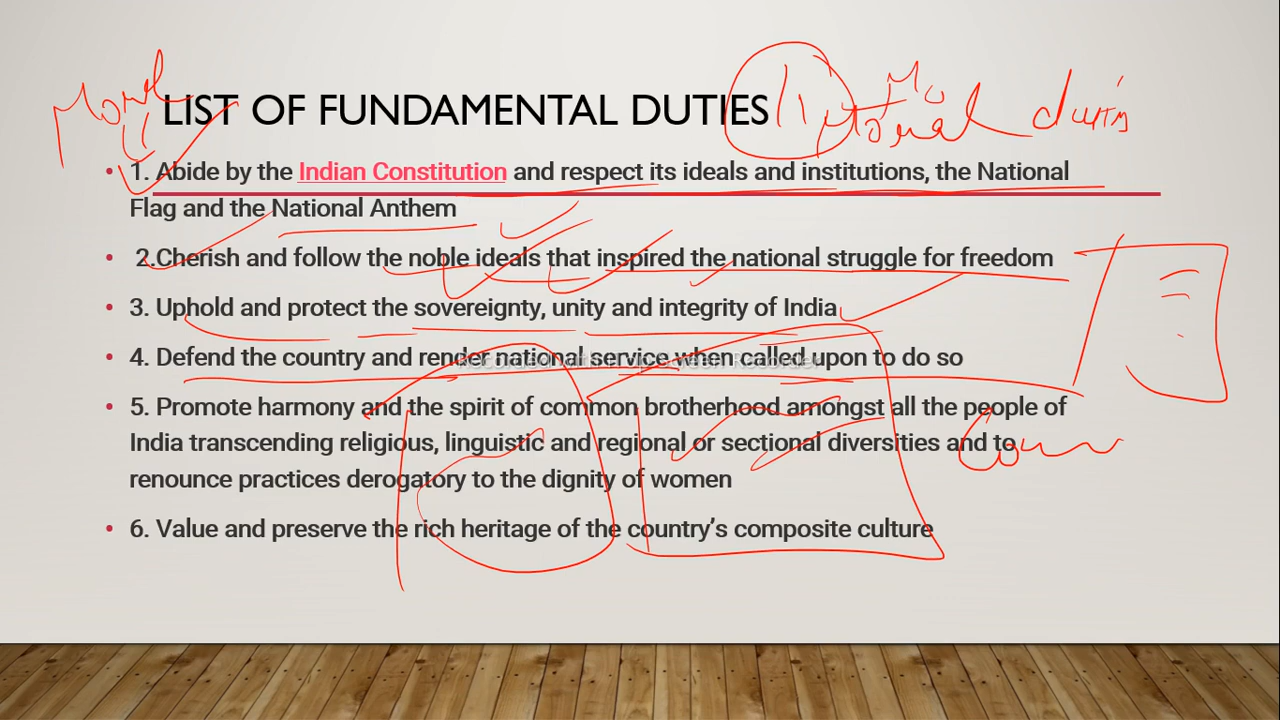 Moral
LIST OF FUNDAMENTAL DUTIES
11
Mo
duties
• 1. Abide by the Indian Constitution and respect its ideals and institutions, the National
Flag and the National Anthem
• 2.Cherish and follow the noble ideals that inspired the national struggle for freedom
• 3. Uphold and protect the sovereignty, unity and integrity of India
• 4. Defend the country and render national service when called upon to do so
• 5. Promote harmony and the spirit of common brotherhood amongst all the people of
India transcending religious, linguistic and regional or sectional diversities and to
renounce practices derogatory to the dignity of women
• 6. Value and preserve the rich heritage of the country’s composite culture